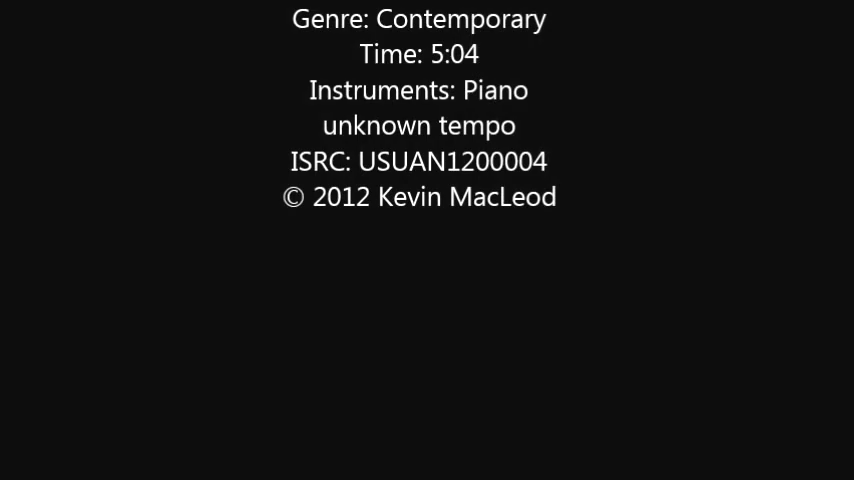 Genre: Contemporary
Time: 5:04
Instruments: Piano
unknown tempo
ISRC: USUAN1200004
© 2012 Kevin MacLeod